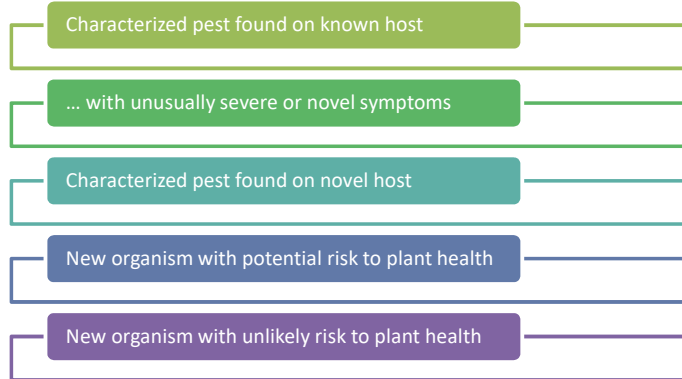 Characterized pest found on known host
… with unusually severe or novel symptoms
Characterized pest found on novel host
New organism with potential risk to plant health
New organism with unlikely risk to plant health